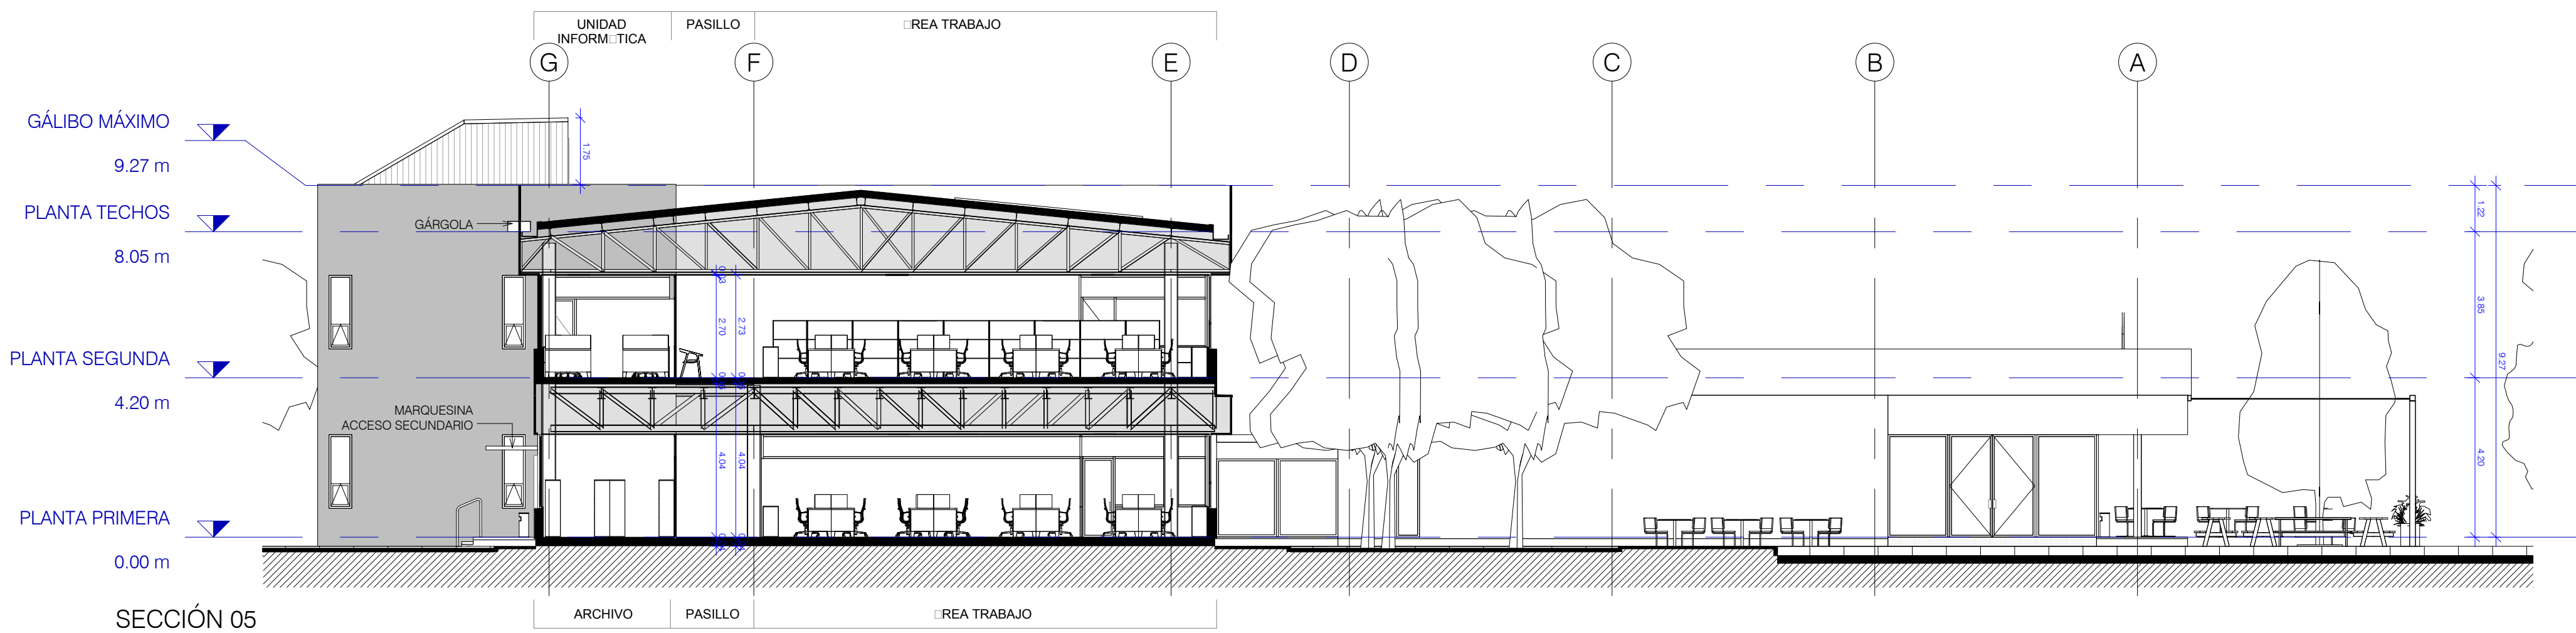 UNIDAD
INFORM□TICA
PASILLO
□REA TRABAJO
G
F
E
D
C
B
A
GÁLIBO MÁXIMO
9.27 m
1.75
PLANTA TECHOS
8.05 m
GÁRGOLA
1.22
3.85
9.27
4.20
2.70
2.73
PLANTA SEGUNDA
4.20 m
MARQUESINA
ACCESO SECUNDARIO
4.04
4.04
PLANTA PRIMERA
0.00 m
ARCHIVO
PASILLO
□REA TRABAJO
SECCIÓN 05